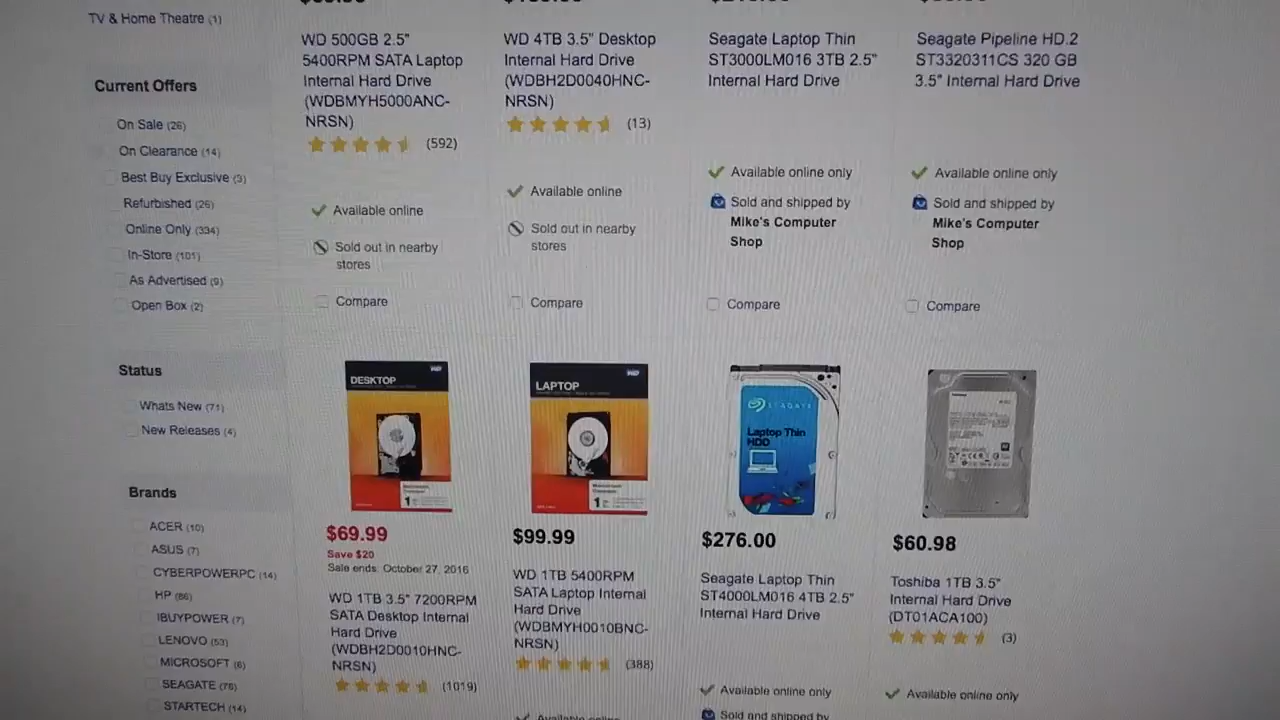 TV & Home Theatre (1)
Current Offers
On Sale (26)
On Clearance (14)
Best Buy Exclusive (3)
Refurbished (26)
Online Only (334)
In-Store (101)
As Advertised (9)
Open Box (2)
Status
Whats New (71)
New Releases (4)
Brands
ACER (10)
ASUS (7)
CYBERPOWERPC (14)
HP (86)
IBUYPOWER (7)
LENOVO (53)
MICROSOFT (6)
SEAGATE (76)
STARTECH (14)
WD 500GB 2.5"
5400RPM SATA Laptop
Internal Hard Drive
(WDBMYH5000ANC-
NRSN)
(592)
Available online
Sold out in nearby
stores
Compare
WD 4TB 3.5" Desktop
Internal Hard Drive
(WDBH2D0040HNC-
NRSN)
(13)
Available online
Sold out in nearby
stores
Compare
Seagate Laptop Thin
ST3000LM016 3TB 2.5"
Internal Hard Drive
Available online only
Sold and shipped by
Mike's Computer
Shop
Compare
Seagate Pipeline HD.2
ST3320311CS 320 GB
3.5" Internal Hard Drive
Available online only
Sold and shipped by
Mike's Computer
Shop
Compare
WD
DESKTOP
1
$69.99
Save $20
Sale ends: October 27, 2016
WD 1TB 3.5" 7200RPM
SATA Desktop Internal
Hard Drive
(WDBH2D0010HNC-
NRSN)
(1019)
WD
LAPTOP
1
$99.99
WD 1TB 5400RPM
SATA Laptop Internal
Hard Drive
(WDBMYH0010BNC-
NRSN)
(388)
Available online
SEAGATE
Laptop Thin
HDD
$276.00
Seagate Laptop Thin
ST4000LM016 4TB 2.5"
Internal Hard Drive
Available online only
Sold and shipped by
$60.98
Toshiba 1TB 3.5"
Internal Hard Drive
(DT01ACA100)
(3)
Available online only